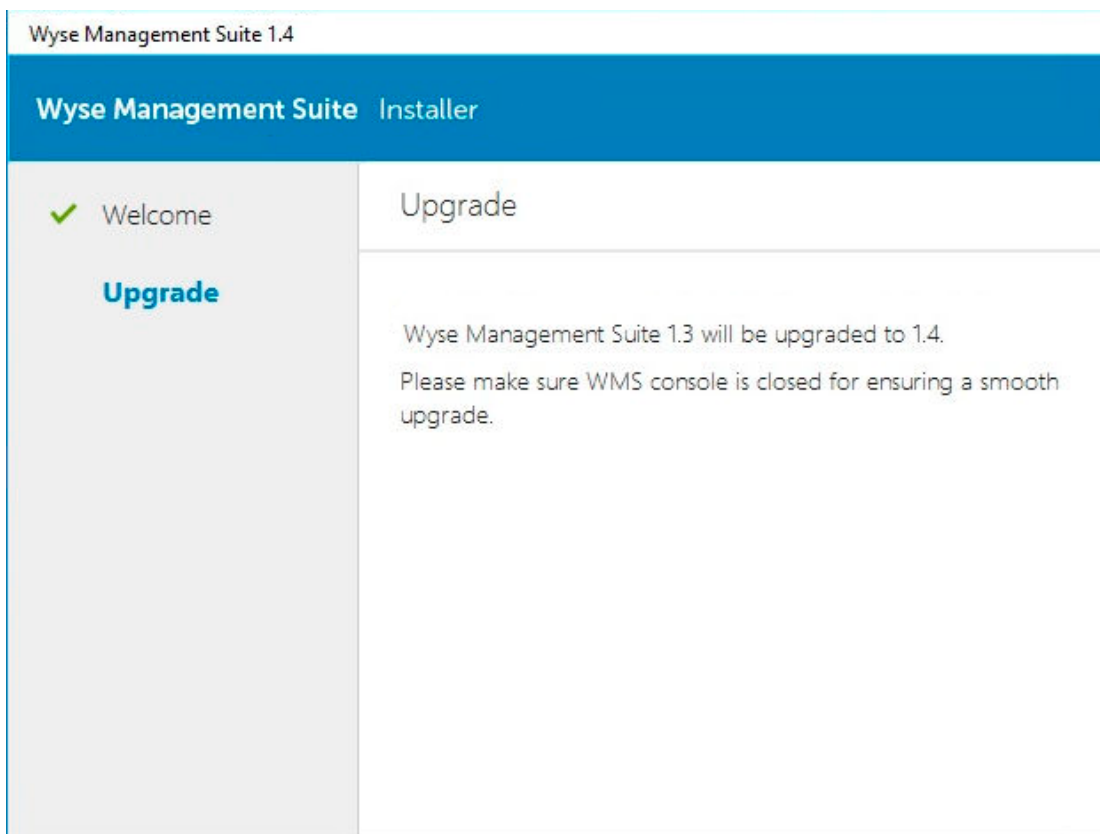 Wyse Management Suite 1.4
Wyse Management Suite Installer
Welcome
Upgrade
Upgrade
Wyse Management Suite 1.3 will be upgraded to 1.4.
Please make sure WMS console is closed for ensuring a smooth
upgrade.